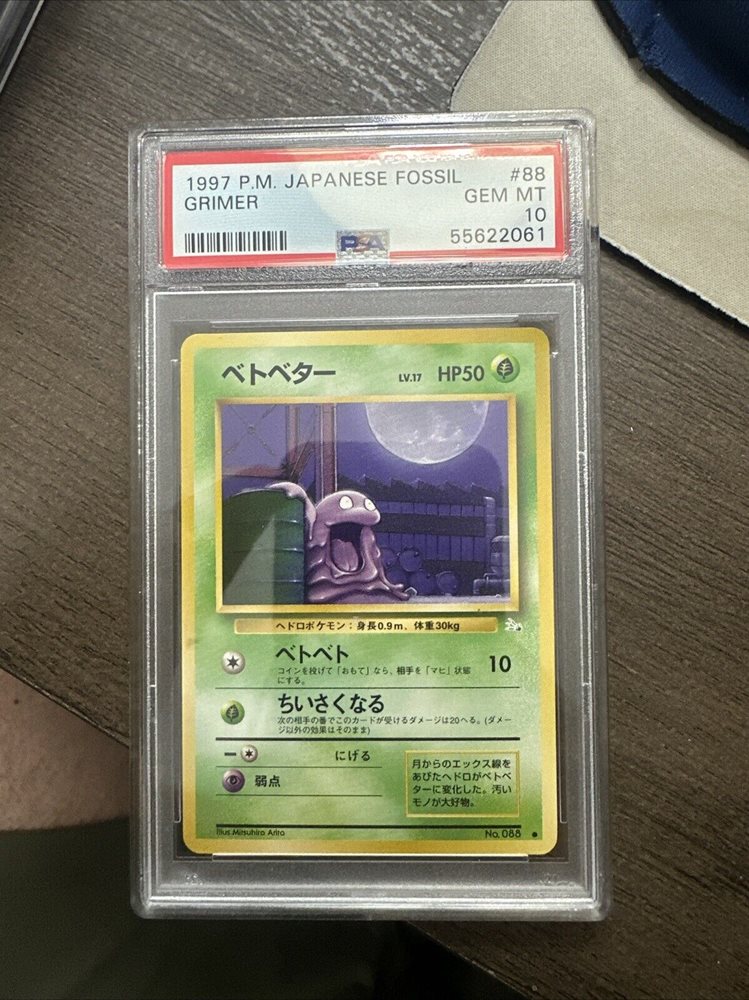 1997 P.M. JAPANESE FOSSIL #88
GRIMER GEM MT
10
PSA 55622061
ベトベター LV.17 HP50
ヘドロポケモン：身長0.9m、体重30kg
ベトベト 10
コインを投げて「おもて」なら、相手を「マヒ」状態
にする。
ちいさくなる
次の相手の番でこのカードが受けるダメージは20へる。(ダメー
ジ以外の効果はそのまま)
にげる
弱点
月からのエックス線を
あびたヘドロがベトベ
ターに変化した。汚い
モノが大好物。
Illus Mitsuhiro Arita No. 088